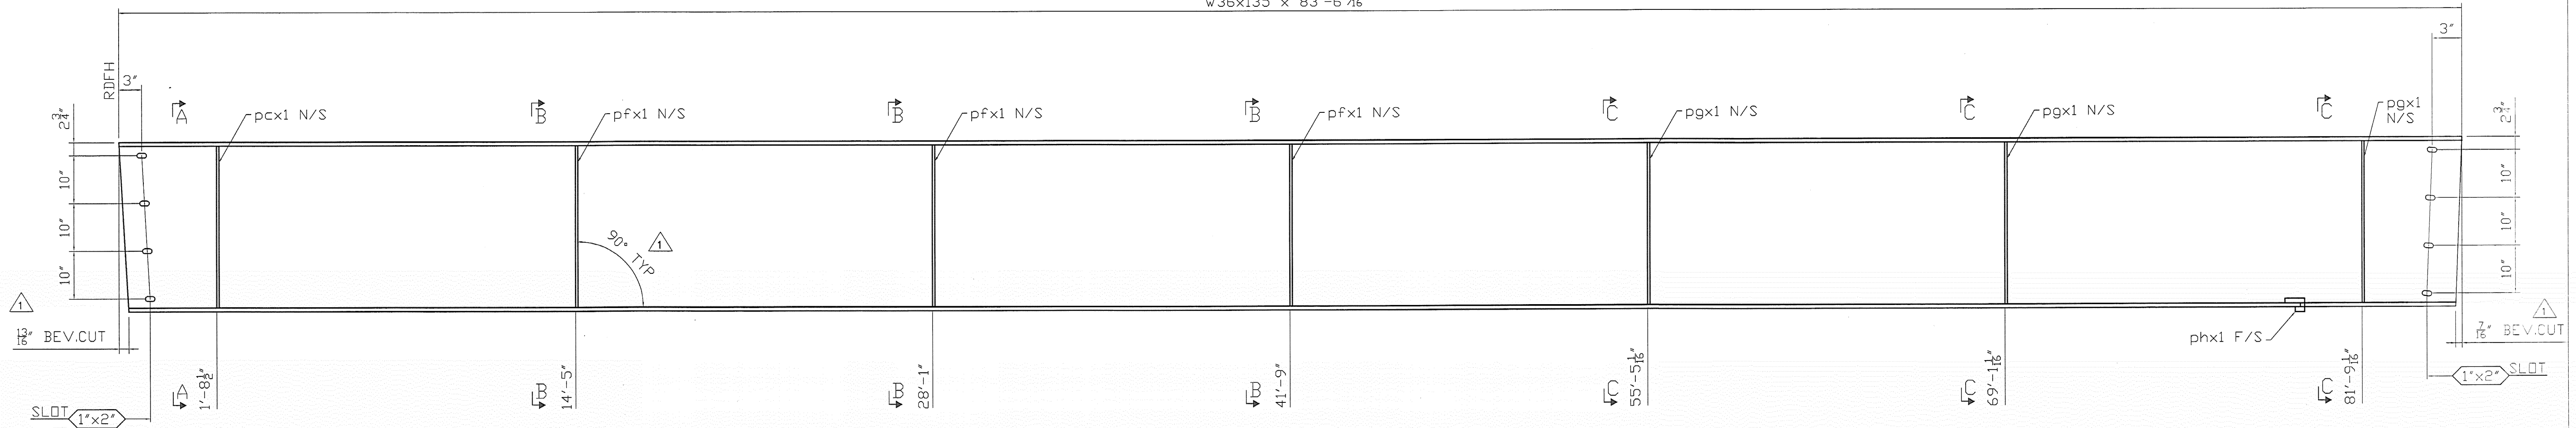 W36x135 x 83'-6
3"
RDFH
3"
2 3/4"
2 3/4"
A
B
B
B
C
C
C
pcx1 N/S
pfx1 N/S
pfx1 N/S
pfx1 N/S
pgx1 N/S
pgx1 N/S
pgx1
N/S
10"
10"
10"
10"
10"
10"
90° TYP
1
1
1
13/16" BEV.CUT
7/16" BEV.CUT
phx1 F/S
A
B
B
B
C
C
C
1'-8 1/2"
14'-5"
28'-1"
41'-9"
55'-5 1/16"
69'-1 1/16"
81'-9 1/16"
SLOT 1"x2"
1"x2" SLOT